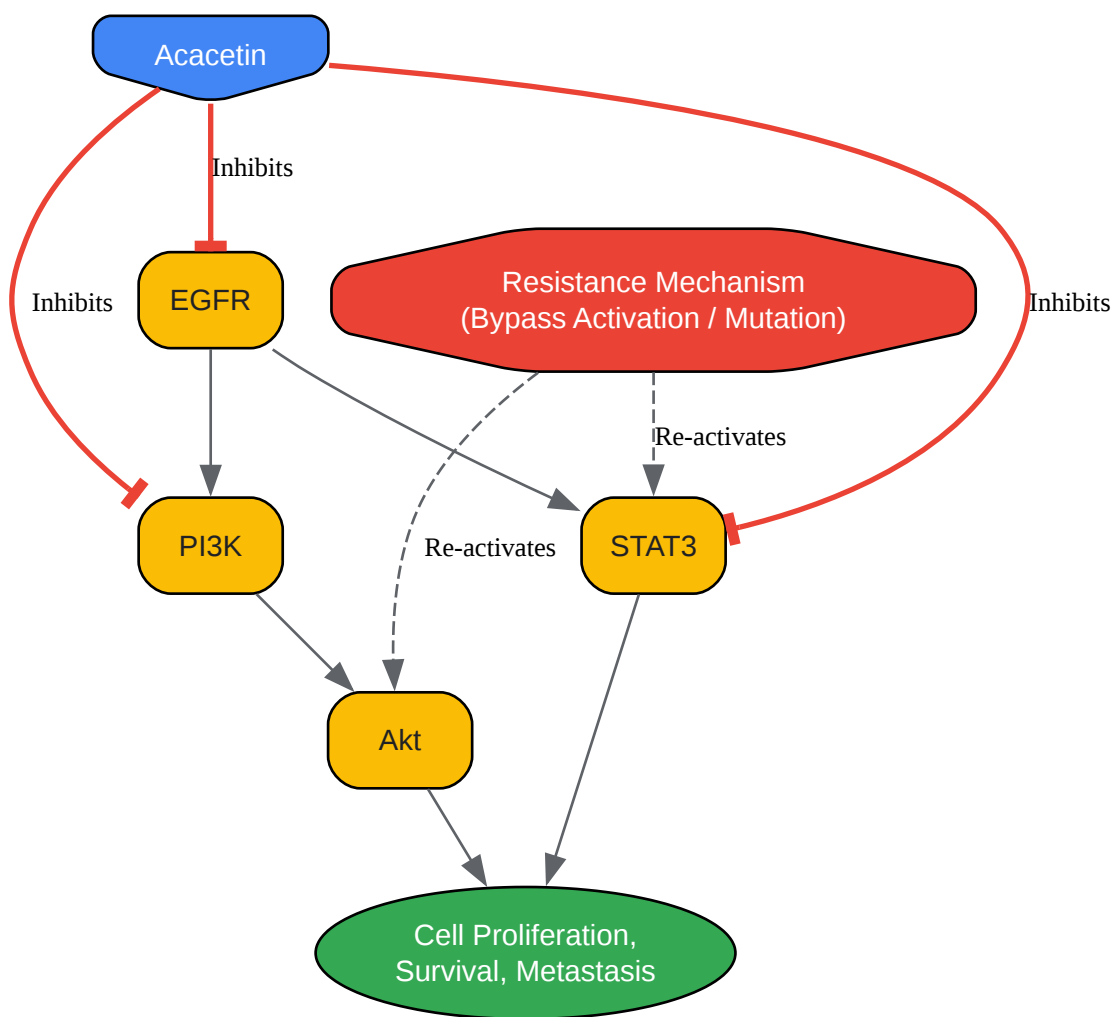 Acacetin
Inhibits
Resistance Mechanism
(Bypass Activation / Mutation)
EGFR
Inhibits
Inhibits
Re-activates
PI3K
Re-activates
STAT3
Akt
Cell Proliferation,
Survival, Metastasis